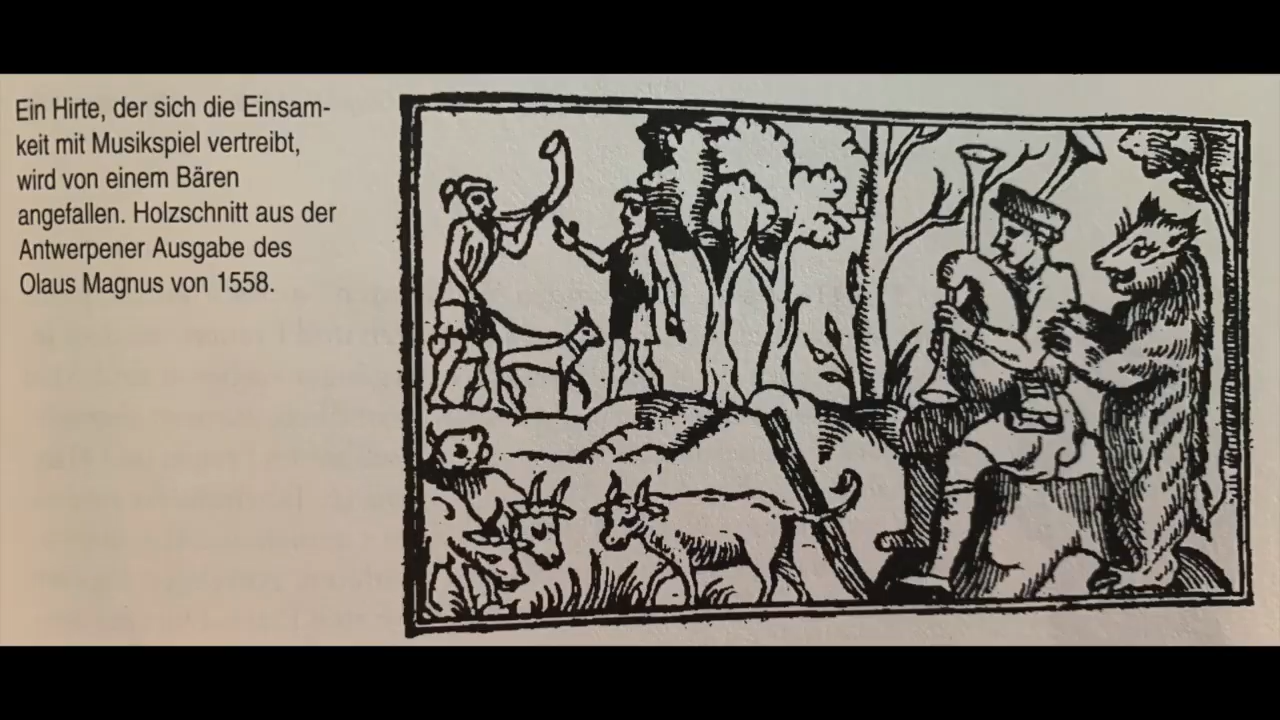 Ein Hirte, der sich die Einsam-
keit mit Musikspiel vertreibt,
wird von einem Bären
angefallen. Holzschnitt aus der
Antwerpener Ausgabe des
Olaus Magnus von 1558.